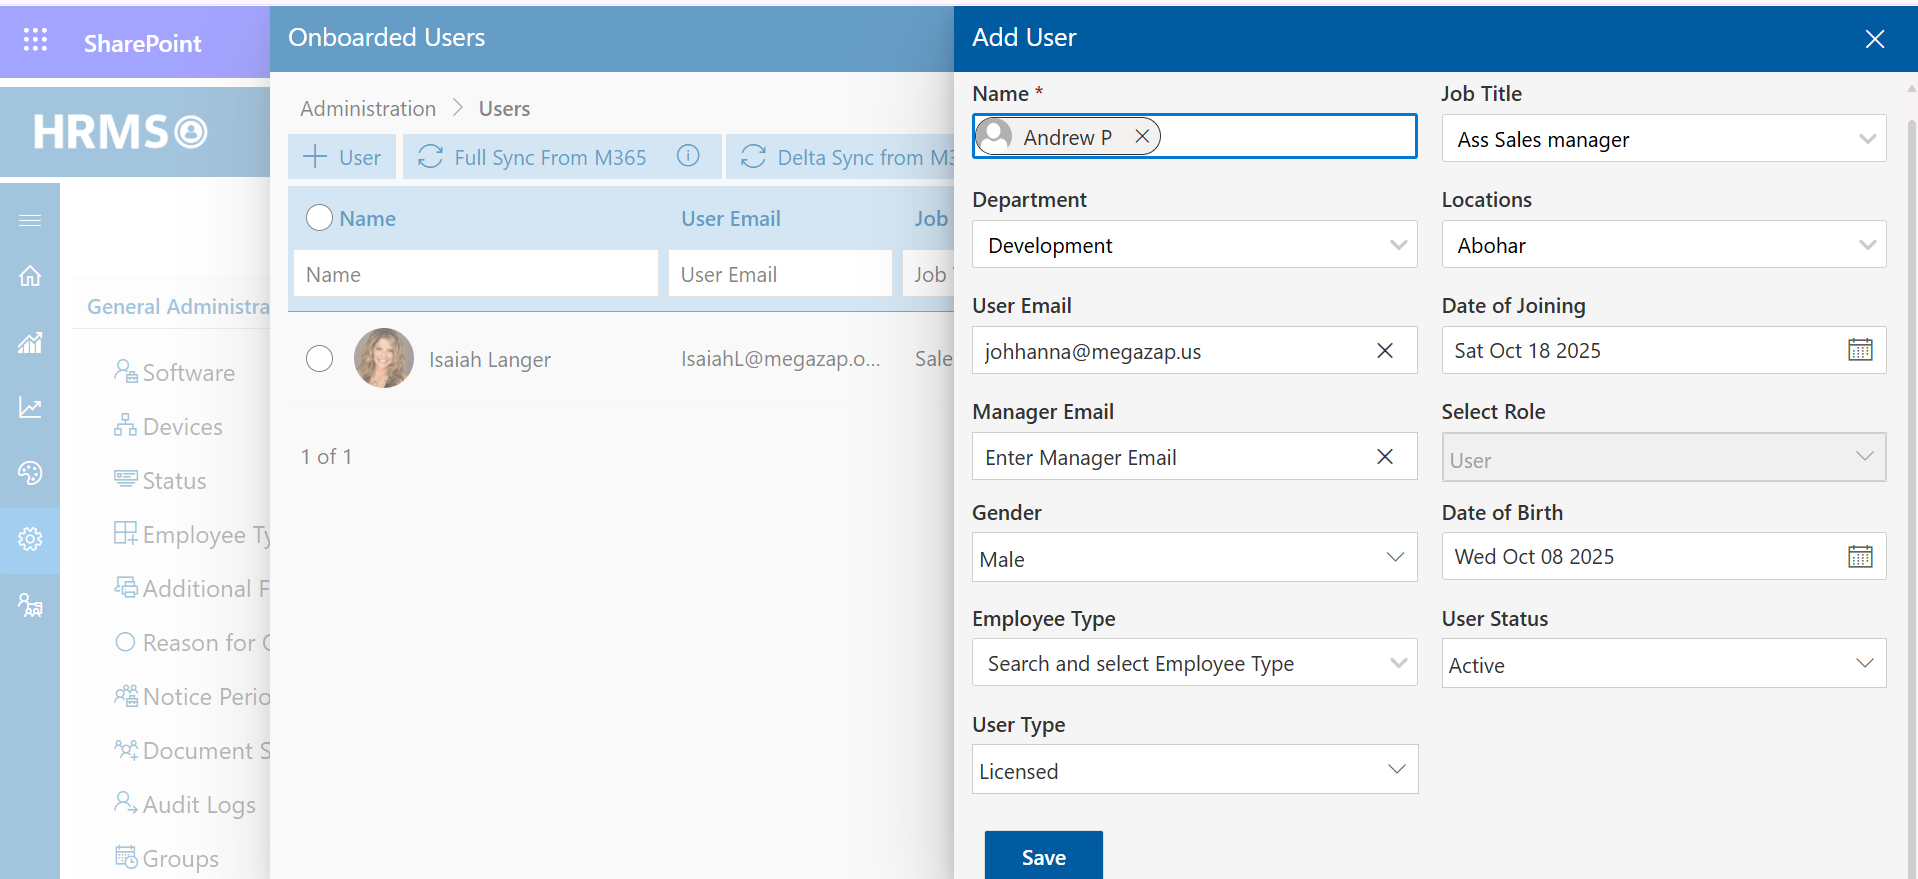 SharePoint
HRMS
General Administra
Software
Devices
Status
Employee Ty
Additional F
Reason for C
Notice Perio
Document S
Audit Logs
Groups
Onboarded Users
Administration > Users
User
Full Sync From M365
Delta Sync from M3
Name User Email Job
Name User Email Job
Isaiah Langer IsaiahL@megazap.o... Sale
1 of 1
Add User
Name * Job Title
Andrew P Ass Sales manager
Department Locations
Development Abohar
User Email Date of Joining
johhanna@megazap.us Sat Oct 18 2025
Manager Email Select Role
Enter Manager Email User
Gender Date of Birth
Male Wed Oct 08 2025
Employee Type User Status
Search and select Employee Type Active
User Type
Licensed
Save